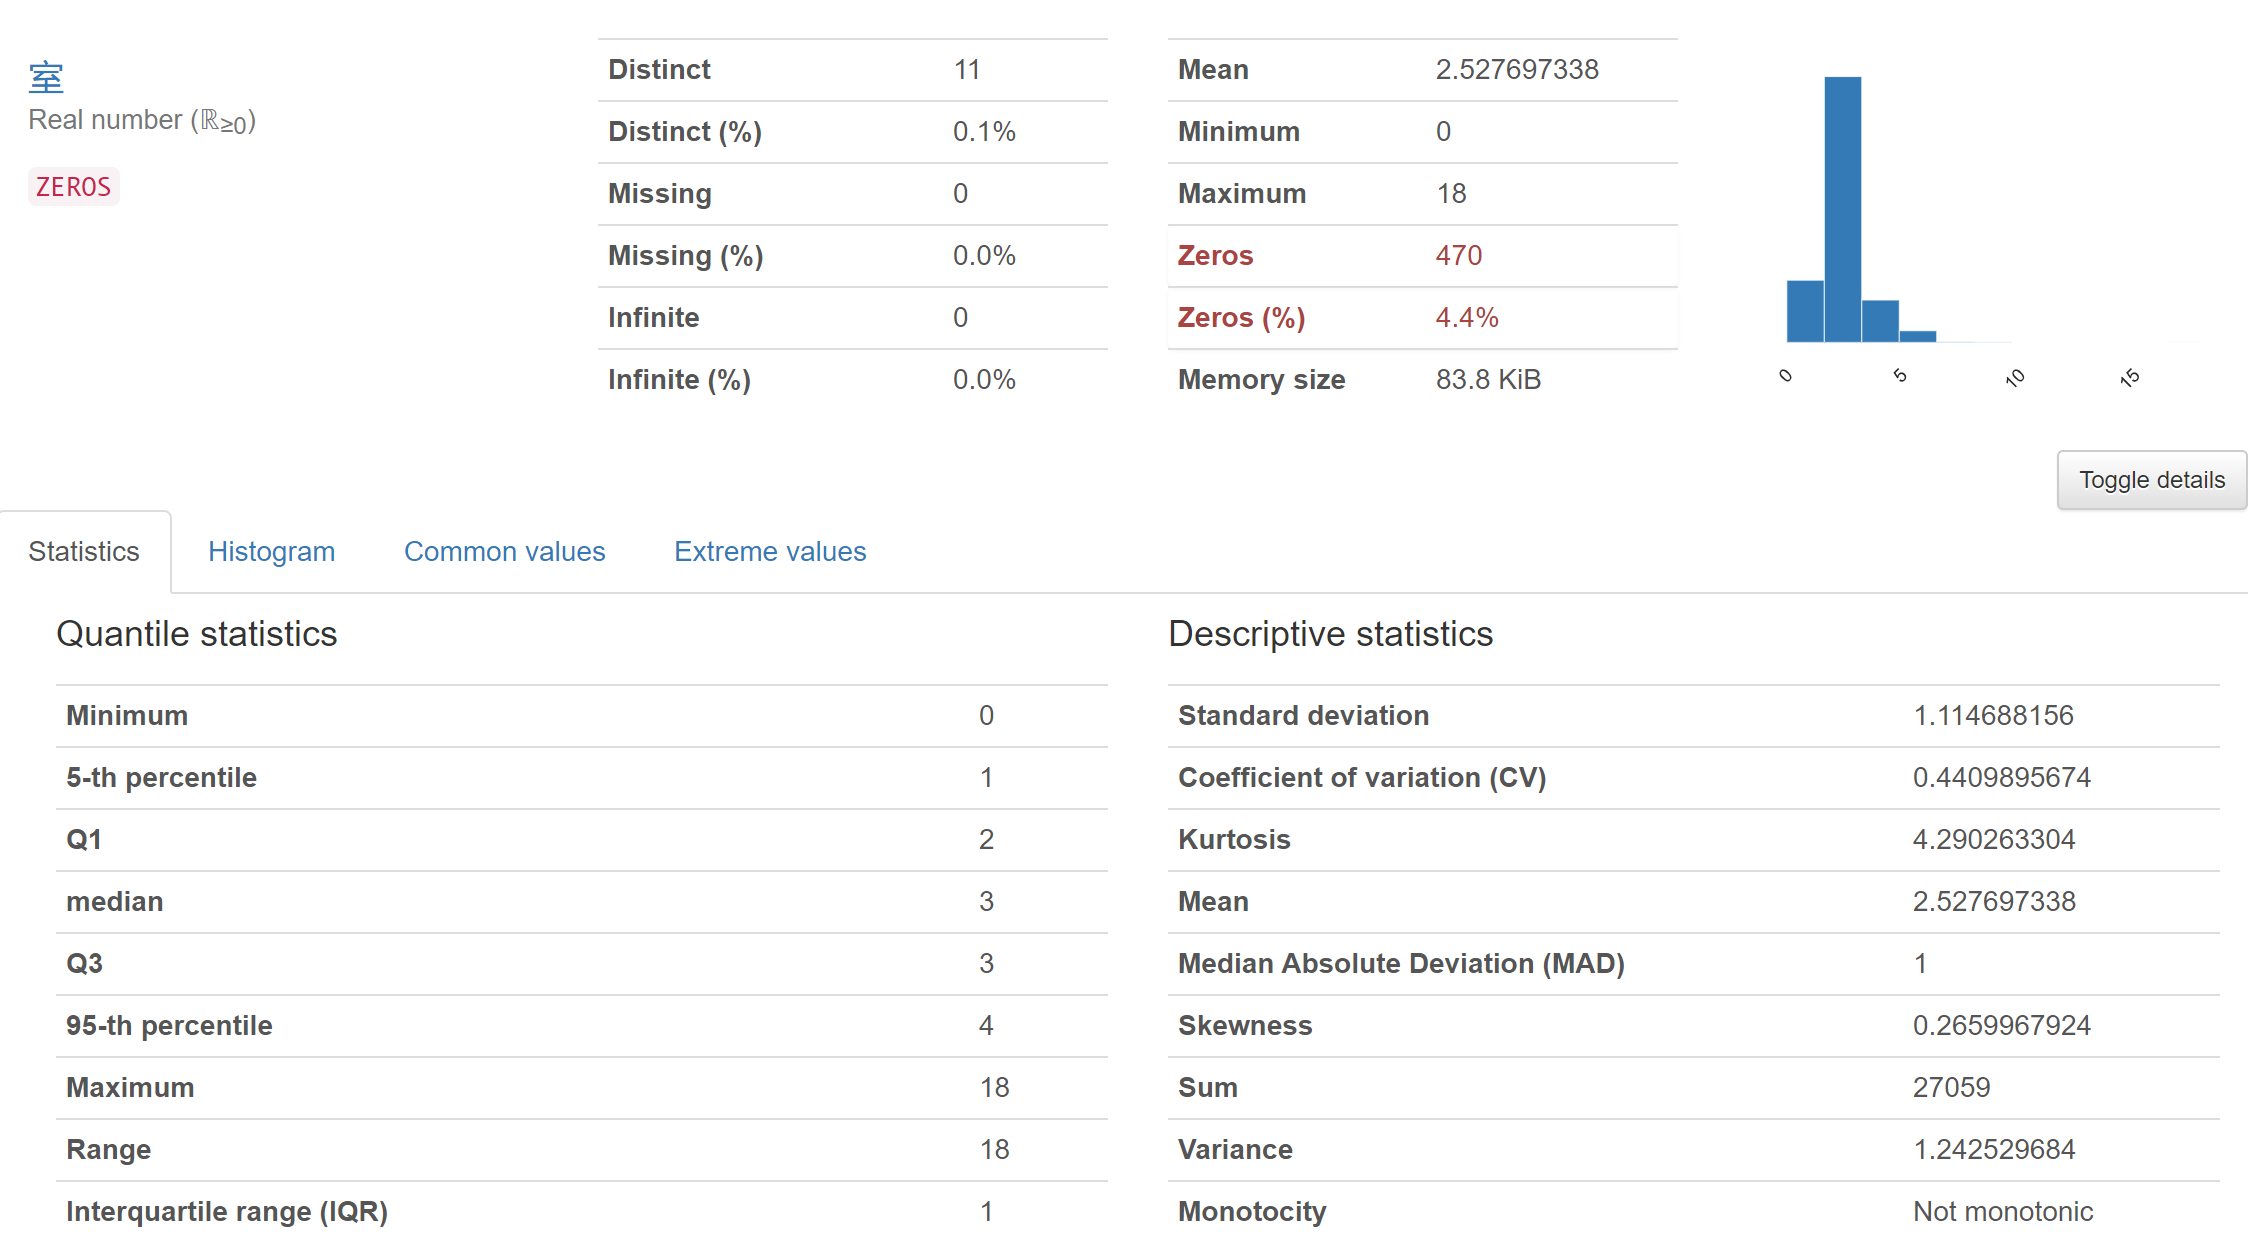 室
Real number (ℝ≥0)
ZEROS
Distinct 11
Distinct (%) 0.1%
Missing 0
Missing (%) 0.0%
Infinite 0
Infinite (%) 0.0%
Mean 2.527697338
Minimum 0
Maximum 18
Zeros 470
Zeros (%) 4.4%
Memory size 83.8 KiB
0 5 10 15
Toggle details
Statistics Histogram Common values Extreme values
Quantile statistics
Minimum 0
5-th percentile 1
Q1 2
median 3
Q3 3
95-th percentile 4
Maximum 18
Range 18
Interquartile range (IQR) 1
Descriptive statistics
Standard deviation 1.114688156
Coefficient of variation (CV) 0.4409895674
Kurtosis 4.290263304
Mean 2.527697338
Median Absolute Deviation (MAD) 1
Skewness 0.2659967924
Sum 27059
Variance 1.242529684
Monotocity Not monotonic